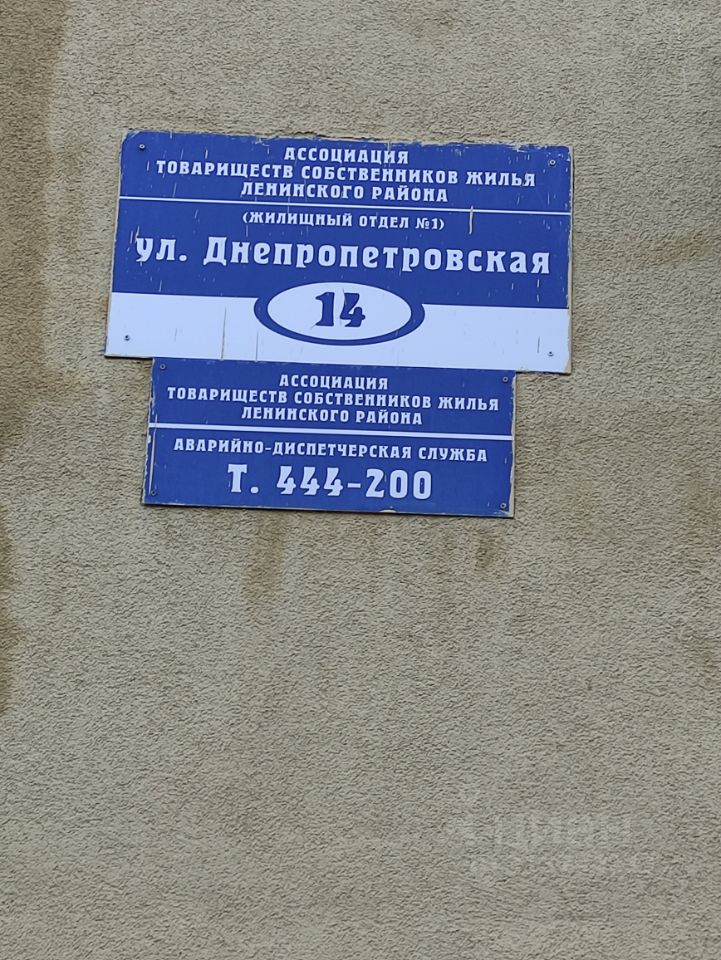 АССОЦИАЦИЯ
ТОВАРИЩЕСТВ СОБСТВЕННИКОВ ЖИЛЬЯ
ЛЕНИНСКОГО РАЙОНА
(ЖИЛИЩНЫЙ ОТДЕЛ №1)
ул. Днепропетровская
14
АССОЦИАЦИЯ
ТОВАРИЩЕСТВ СОБСТВЕННИКОВ ЖИЛЬЯ
ЛЕНИНСКОГО РАЙОНА
АВАРИЙНО-ДИСПЕТЧЕРСКАЯ СЛУЖБА
Т. 444-200